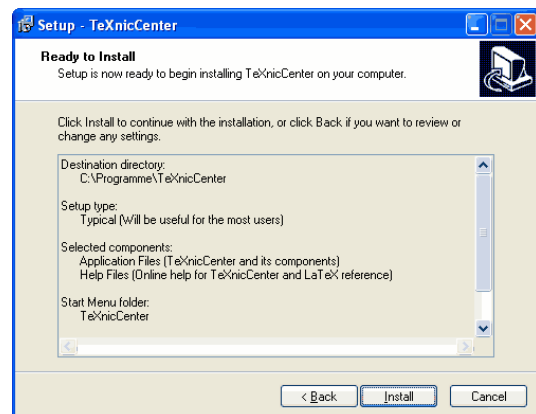 Setup - TeXnicCenter
Ready to Install
Setup is now ready to begin installing TeXnicCenter on your computer.
Click Install to continue with the installation, or click Back if you want to review or
change any settings.
Destination directory:
C:\Programme\TeXnicCenter
Setup type:
Typical (Will be useful for the most users)
Selected components:
Application Files (TeXnicCenter and its components)
Help Files (Online help for TeXnicCenter and LaTeX reference)
Start Menu folder:
TeXnicCenter
< Back Install Cancel